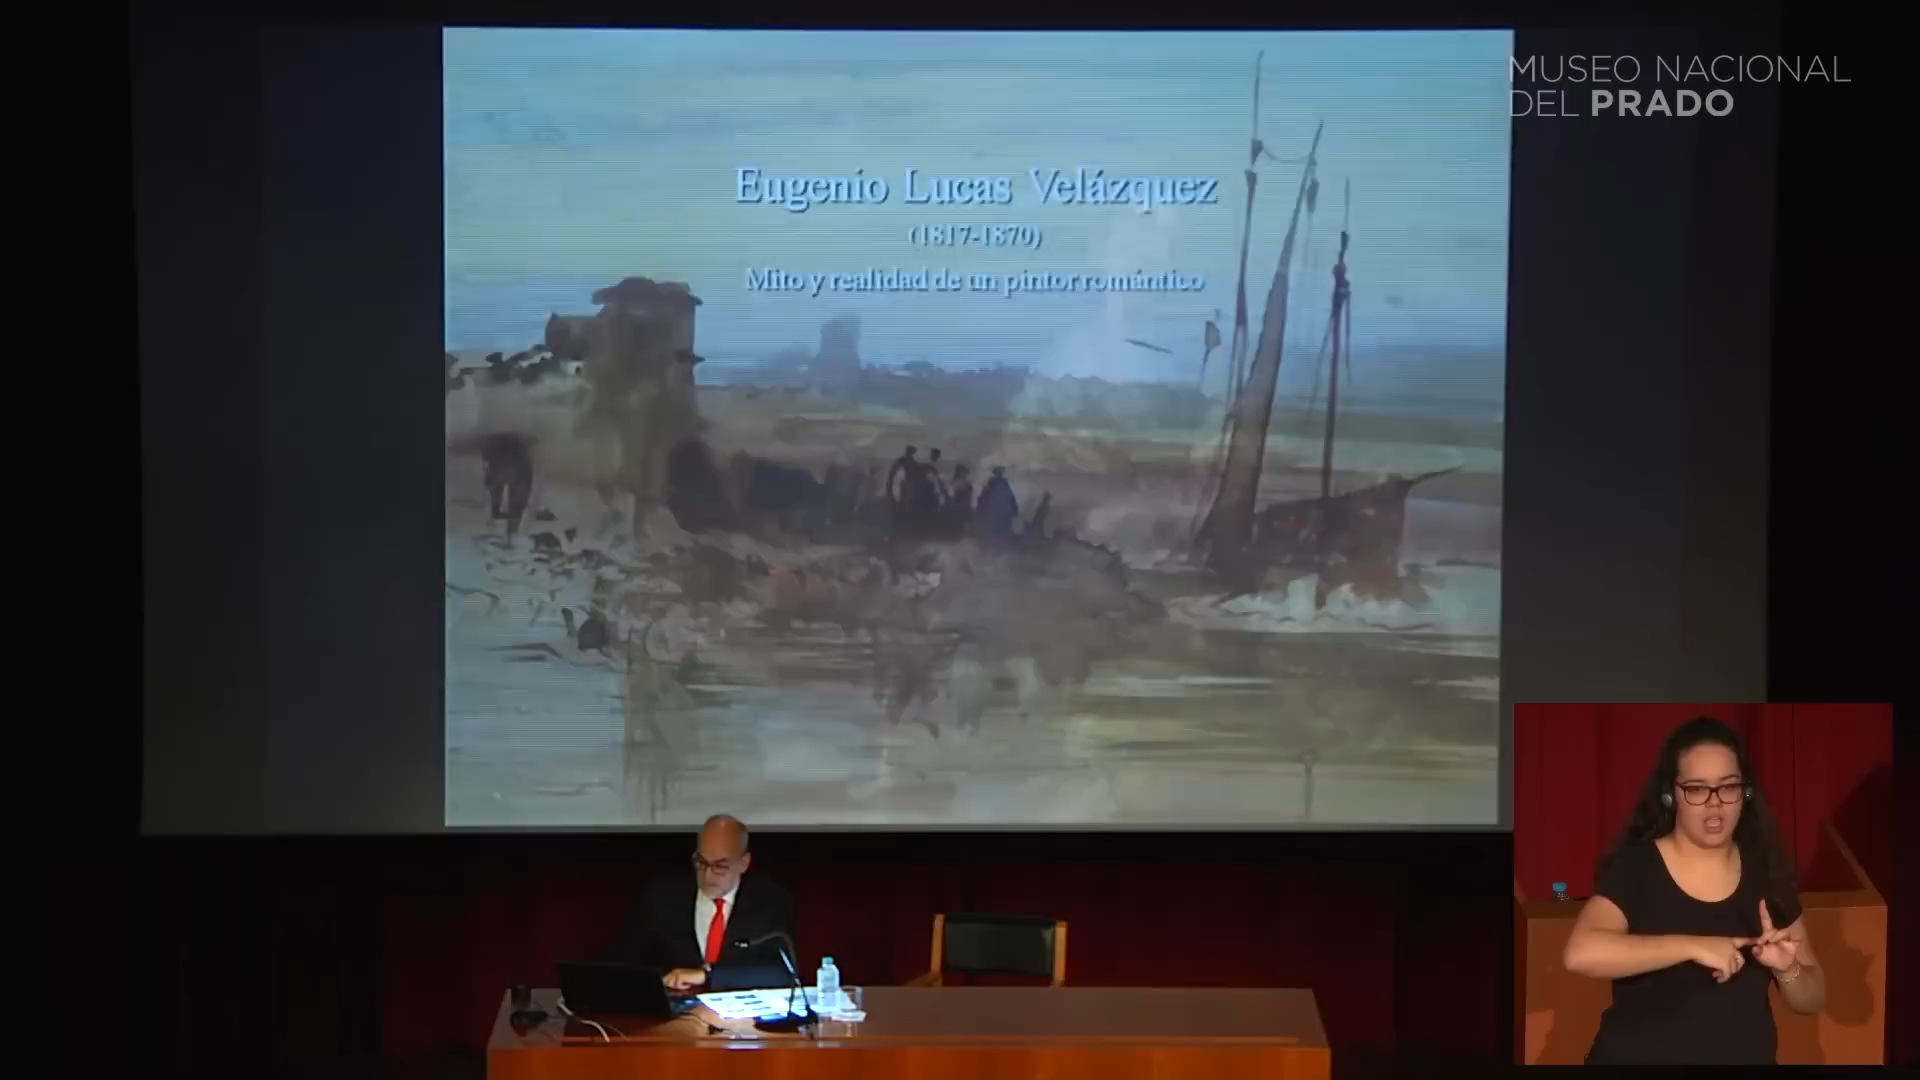 MUSEO NACIONAL
DEL PRADO
Eugenio Lucas Velázquez
(1817-1870)
Mito y realidad de un pintor romántico